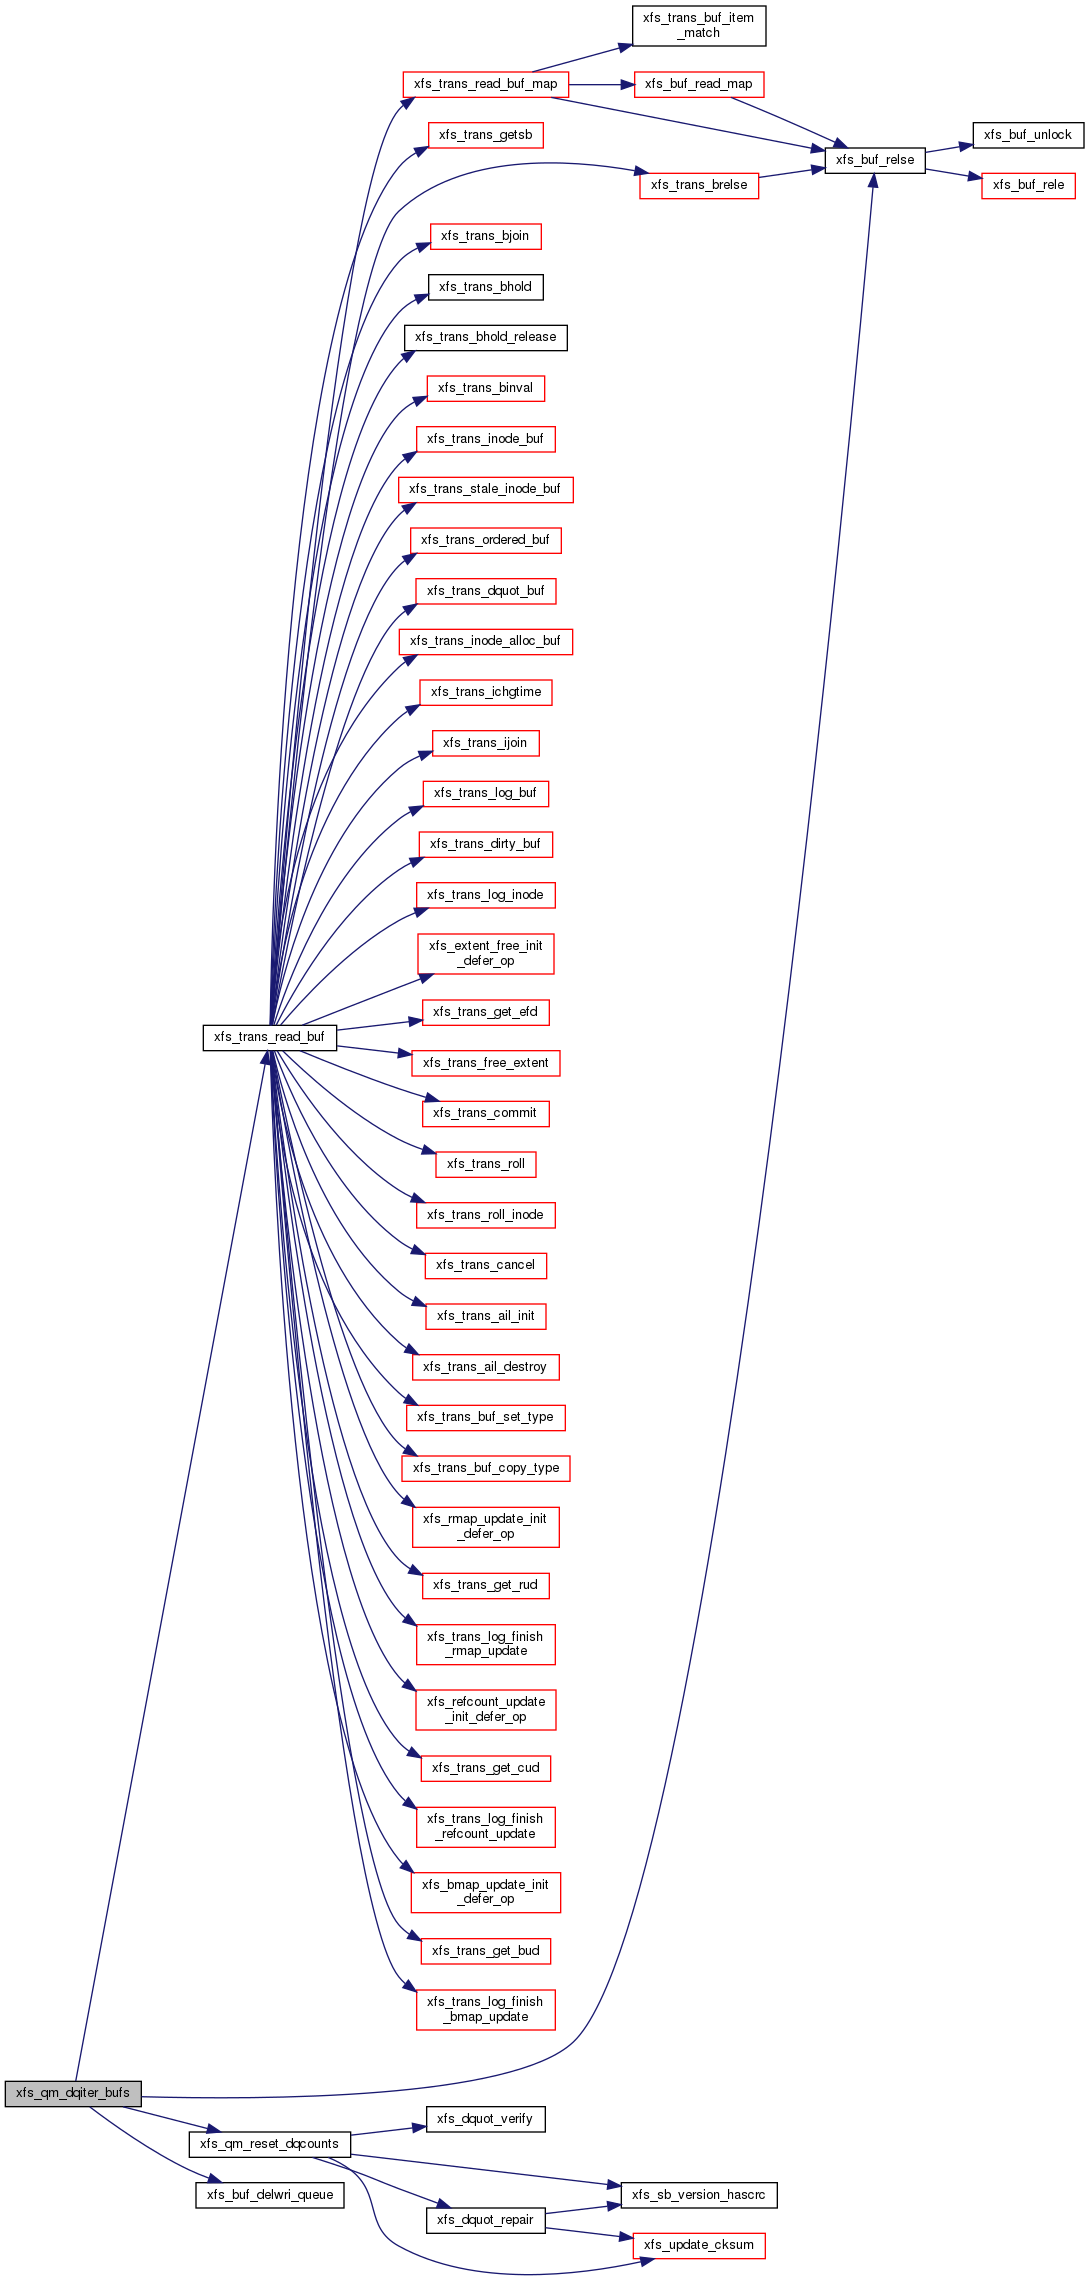 xfs_trans_buf_item
_match
xfs_trans_read_buf_map
xfs_buf_read_map
xfs_trans_getsb
xfs_buf_unlock
xfs_buf_relse
xfs_trans_brelse
xfs_buf_rele
xfs_trans_bjoin
xfs_trans_bhold
xfs_trans_bhold_release
xfs_trans_binval
xfs_trans_inode_buf
xfs_trans_stale_inode_buf
xfs_trans_ordered_buf
xfs_trans_dquot_buf
xfs_trans_inode_alloc_buf
xfs_trans_ichgtime
xfs_trans_ijoin
xfs_trans_log_buf
xfs_trans_dirty_buf
xfs_trans_log_inode
xfs_extent_free_init
_defer_op
xfs_trans_get_efd
xfs_trans_read_buf
xfs_trans_free_extent
xfs_trans_commit
xfs_trans_roll
xfs_trans_roll_inode
xfs_trans_cancel
xfs_trans_ail_init
xfs_trans_ail_destroy
xfs_trans_buf_set_type
xfs_trans_buf_copy_type
xfs_rmap_update_init
_defer_op
xfs_trans_get_rud
xfs_trans_log_finish
_rmap_update
xfs_refcount_update
_init_defer_op
xfs_trans_get_cud
xfs_trans_log_finish
_refcount_update
xfs_bmap_update_init
_defer_op
xfs_trans_get_bud
xfs_trans_log_finish
_bmap_update
xfs_qm_dqiter_bufs
xfs_dquot_verify
xfs_qm_reset_dqcounts
xfs_buf_delwri_queue
xfs_sb_version_hascrc
xfs_dquot_repair
xfs_update_cksum